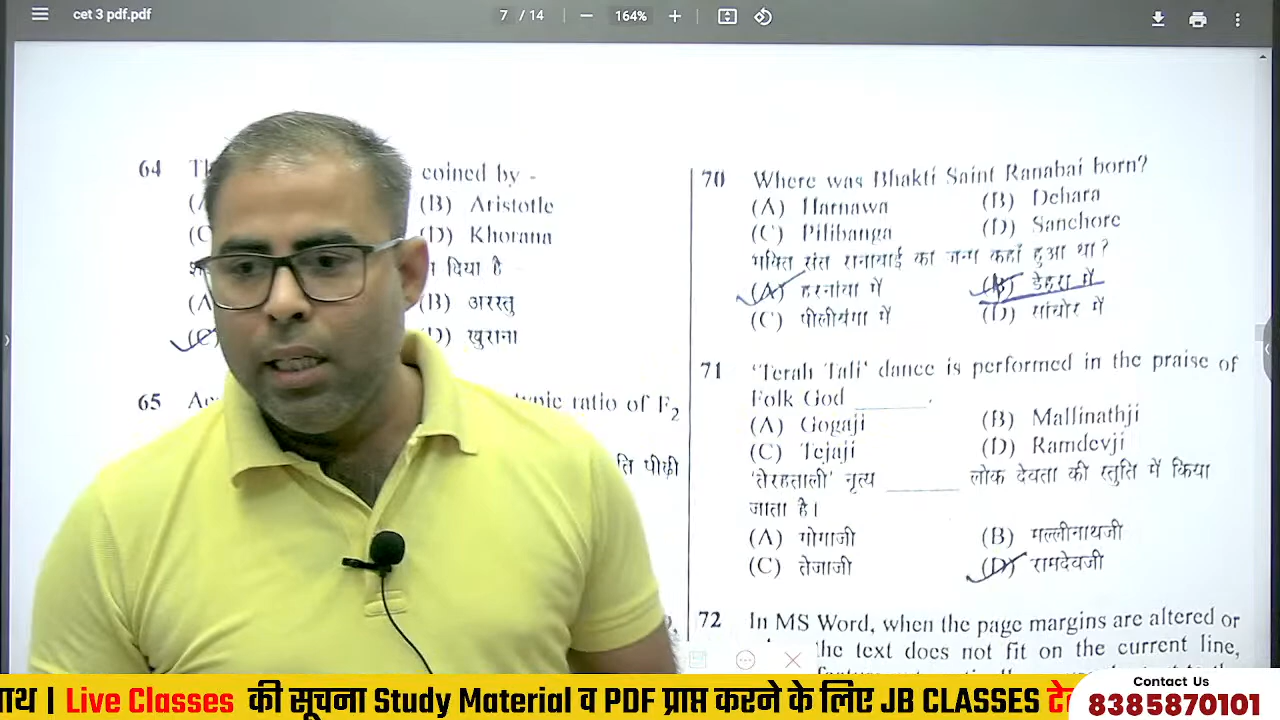 cet 3 pdf.pdf
7 / 14
164%
64
coined by -
(B) Aristotle
(D) Khorana
दिया है
(B) अरस्तु
खुराना
65
ratio of F2
पीढ़ी
70 Where was Bhakti Saint Ranabai born?
(A) Harnawa (B) Dehara
(C) Pilibanga (D) Sanchore
भक्ति संत रानाबाई का जन्म कहाँ हुआ था?
(A) हरनांवा में (B) डेहरा में
(C) पीलीबंगा में (D) सांचोर में
71 'Terah Tali' dance is performed in the praise of
Folk God ________.
(A) Gogaji (B) Mallinathji
(C) Tejaji (D) Ramdevji
'तेरहताली' नृत्य ________ लोक देवता की स्तुति में किया
जाता है।
(A) गोगाजी (B) मल्लीनाथजी
(C) तेजाजी (D) रामदेवजी
72 In MS Word, when the page margins are altered or
the text does not fit on the current line,
नाथ । Live Classes की सूचना Study Material व PDF प्राप्त करने के लिए JB CLASSES
Contact Us
8385870101